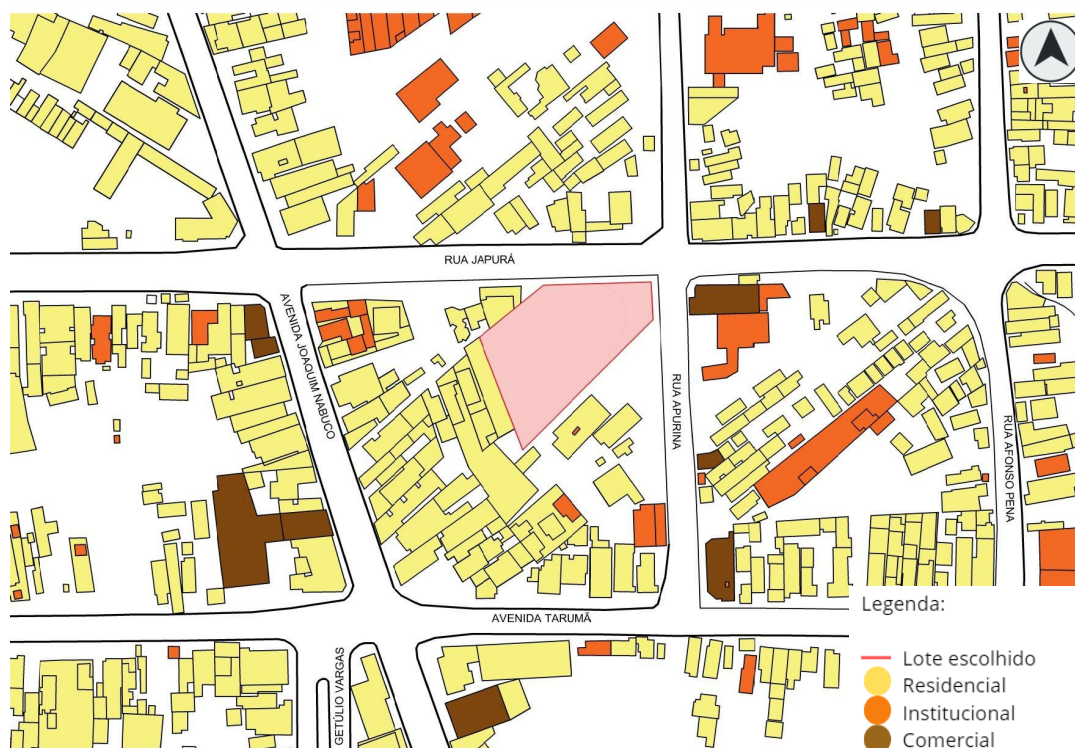 RUA JAPURÁ
AVENIDA JOAQUIM NABUCO
RUA APURINA
RUA AFONSO PENA
AVENIDA TARUMÃ
GETÚLIO VARGAS
Legenda:
Lote escolhido
Residencial
Institucional
Comercial